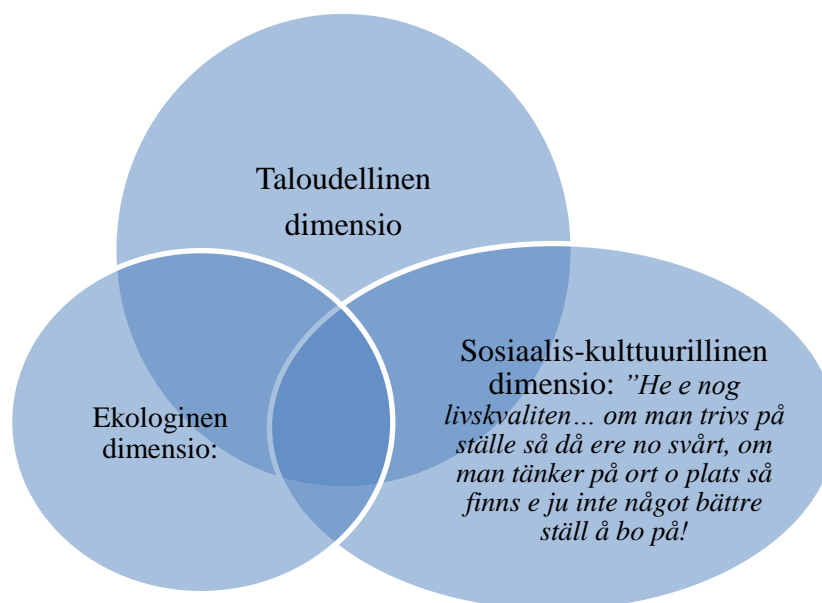 Taloudellinen
dimensio
Sosiaalis-kulttuurillinen
dimensio: ”He e nog
livskvaliten… om man trivs på
ställe så då ere no svårt, om
man tänker på ort o plats så
finns e ju inte något bättre
ställ å bo på!
Ekologinen
dimensio: